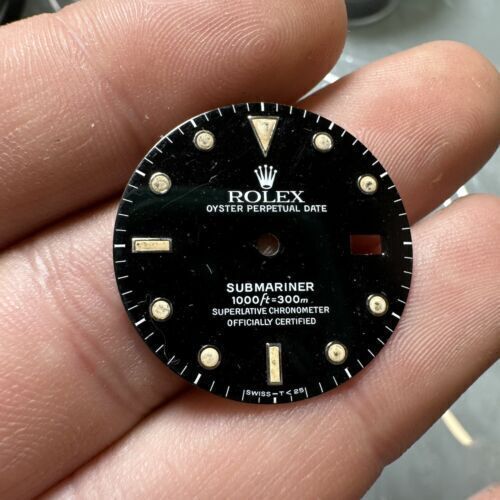 ROLEX
OYSTER PERPETUAL DATE
SUBMARINER
1000ft=300m
SUPERLATIVE CHRONOMETER
OFFICIALLY CERTIFIED
SWISS-T<25